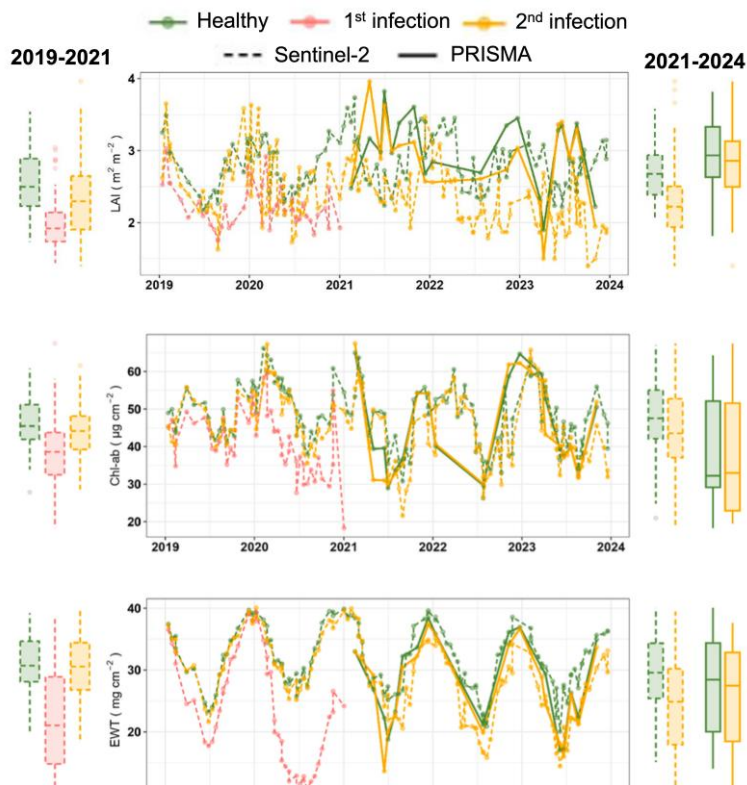 Healthy 1st infection 2nd infection
2019-2021 Sentinel-2 PRISMA 2021-2024
LAI ( m² m⁻² )
4
3
2
2019 2020 2021 2022 2023 2024
Chl-ab ( µg cm⁻² )
60
50
40
30
20
2019 2020 2021 2022 2023 2024
EWT ( mg cm⁻² )
40
30
20